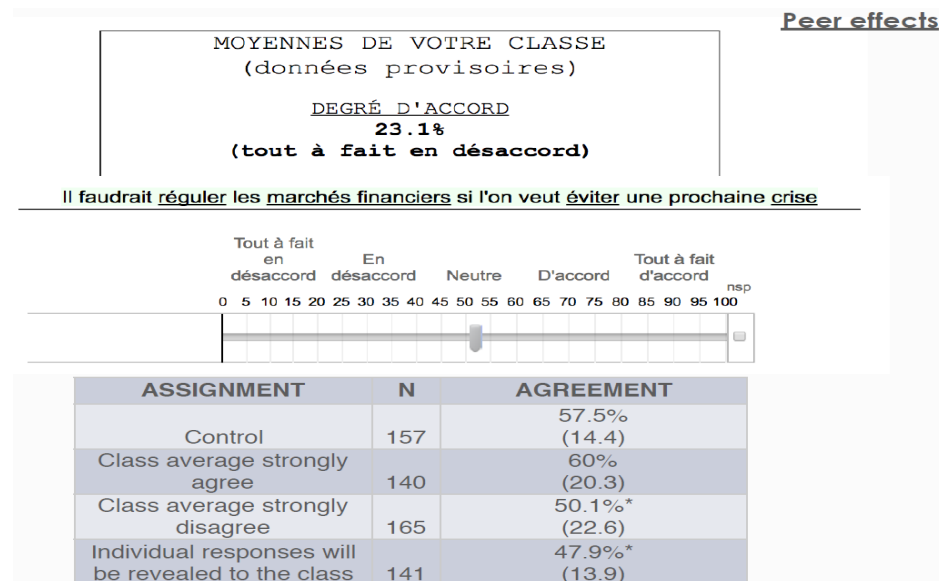 Peer effects
MOYENNES DE VOTRE CLASSE
(données provisoires)
DEGRÉ D'ACCORD
23.1%
(tout à fait en désaccord)
Il faudrait réguler les marchés financiers si l'on veut éviter une prochaine crise
Tout à fait en désaccord En désaccord Neutre D'accord Tout à fait d'accord nsp
0 5 10 15 20 25 30 35 40 45 50 55 60 65 70 75 80 85 90 95 100
ASSIGNMENT N AGREEMENT
Control 157 57.5% (14.4)
Class average strongly agree 140 60% (20.3)
Class average strongly disagree 165 50.1%* (22.6)
Individual responses will be revealed to the class 141 47.9%* (13.9)